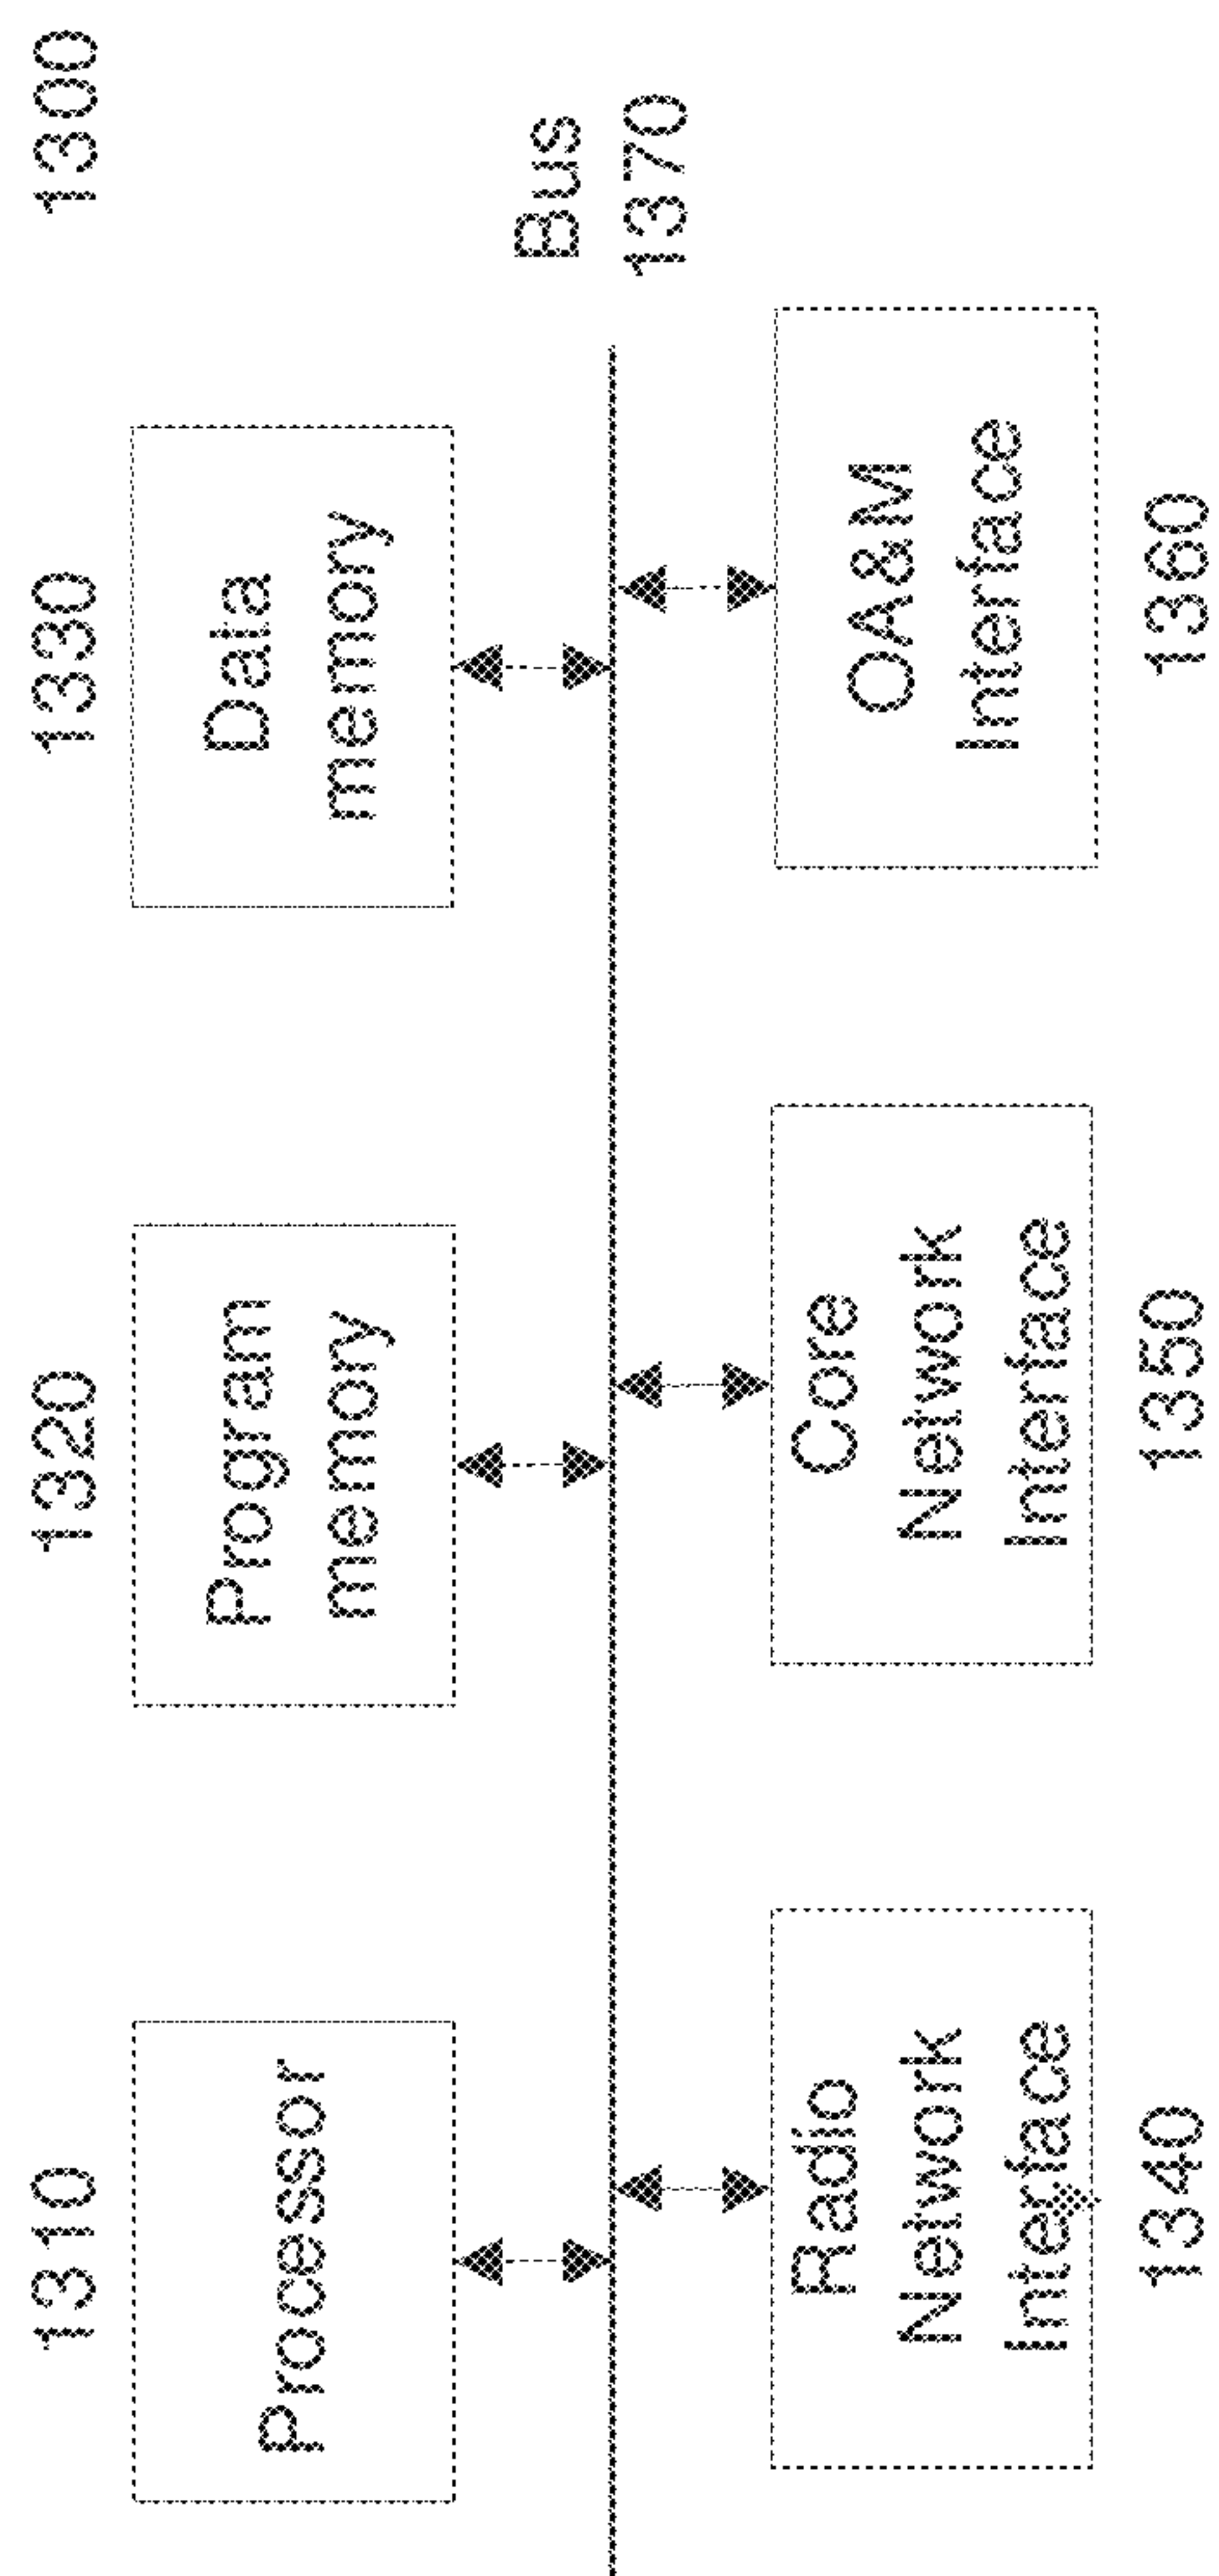 1300
1310
Processor
1320
Program
memory
1330
Data
memory
Bus
1370
Radio
Network
Interface
1340
Core
Network
Interface
1350
OA&M
Interface
1360